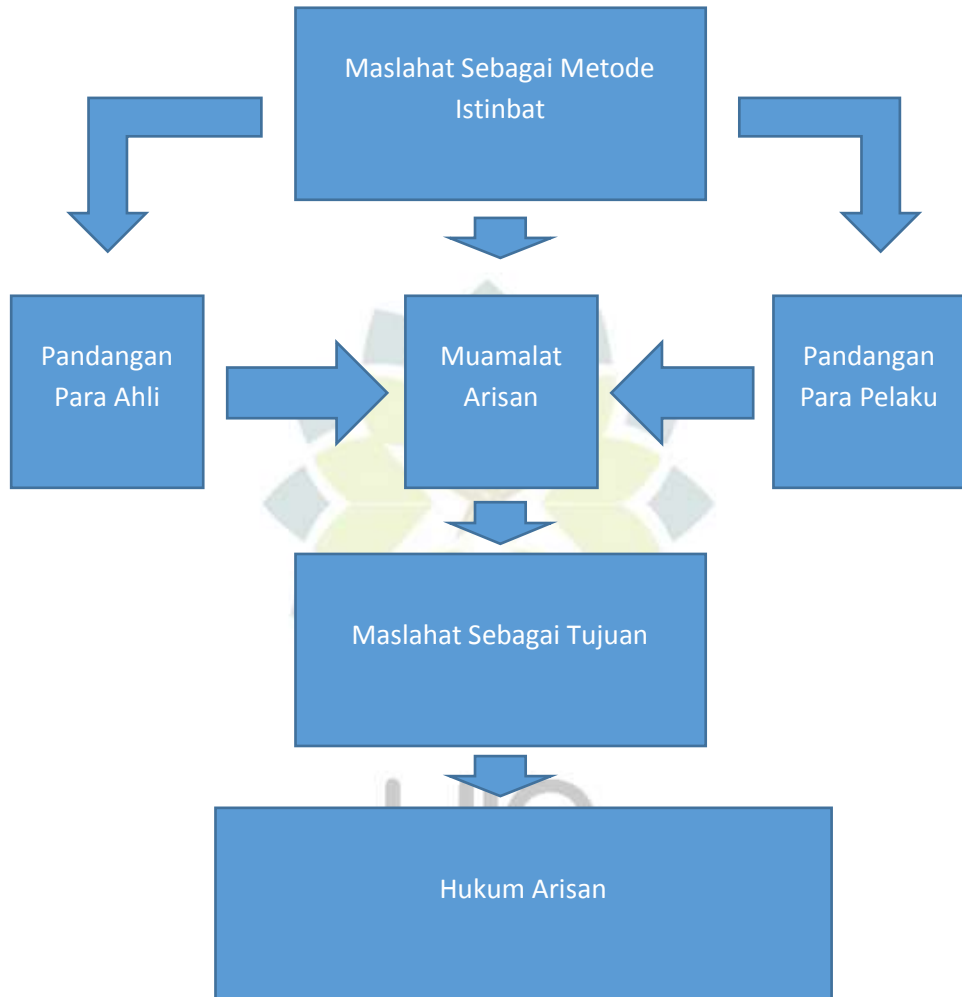 Maslahat Sebagai Metode
Istinbat
Pandangan
Para Ahli
Muamalat
Arisan
Pandangan
Para Pelaku
Maslahat Sebagai Tujuan
Hukum Arisan